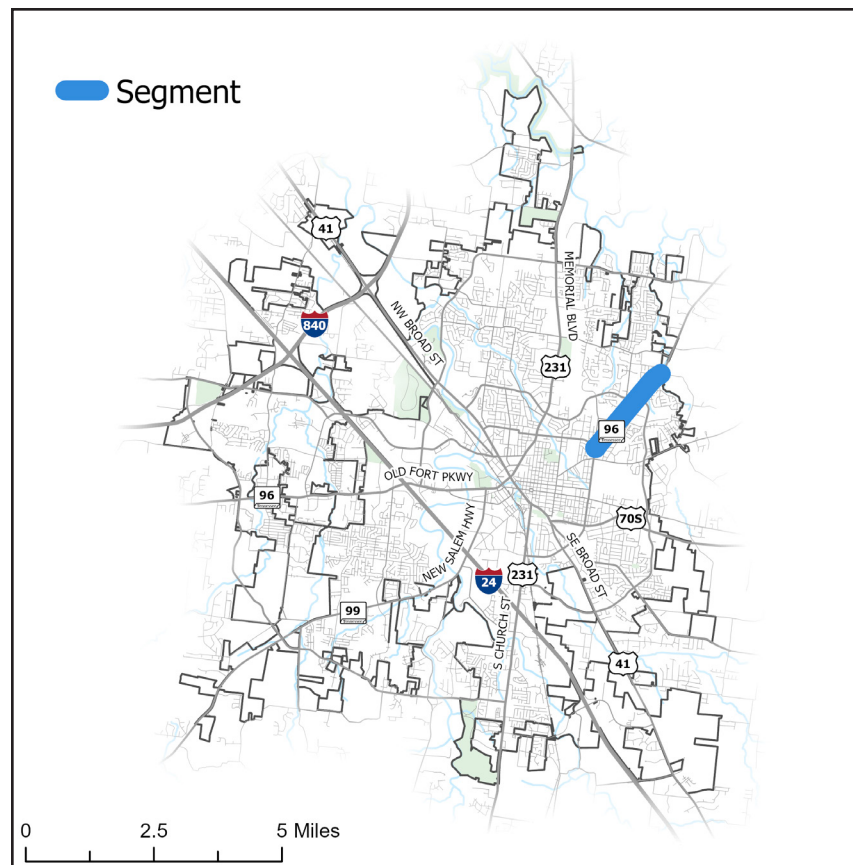 Segment
41
840
NW BROAD ST
MEMORIAL BLVD
231
96
OLD FORT PKWY
96
70S
NEW SALEM HWY
SE BROAD ST
24
231
99
S CHURCH ST
41
0 2.5 5 Miles